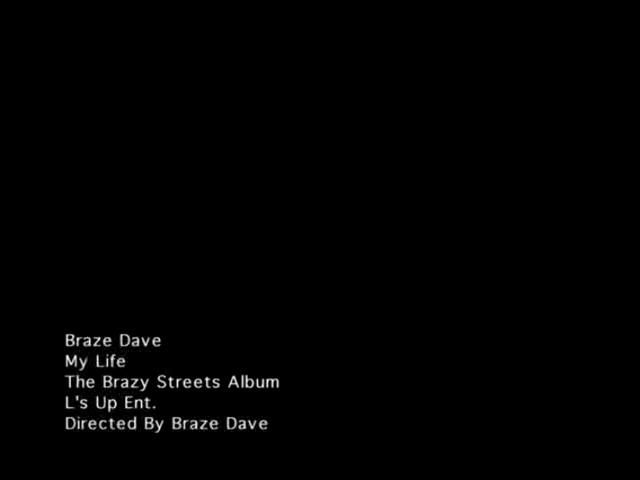 Braze Dave
My Life
The Brazy Streets Album
L's Up Ent.
Directed By Braze Dave